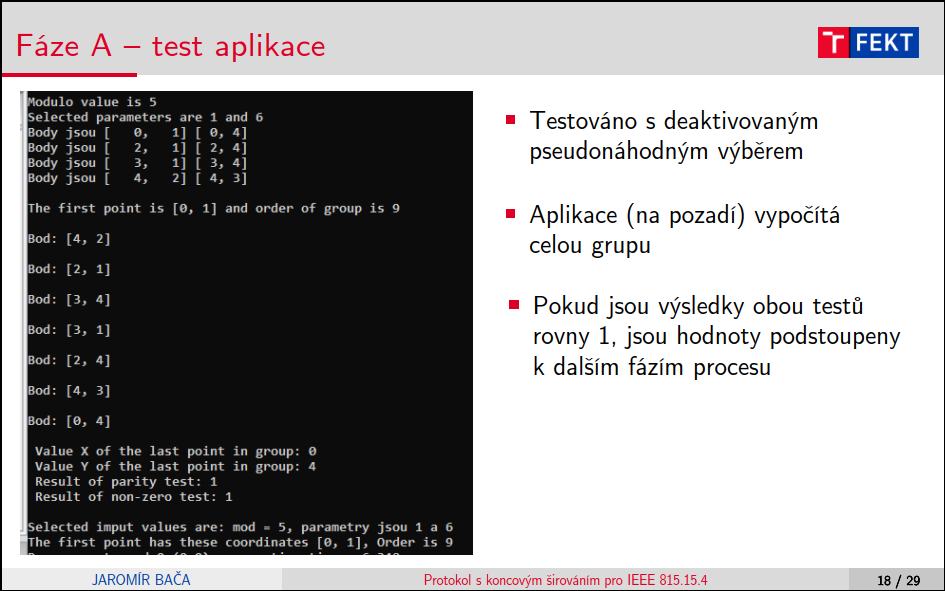 Fáze A – test aplikace
T FEKT
Modulo value is 5
Selected parameters are 1 and 6
Body jsou [   0,   1] [ 0, 4]
Body jsou [   2,   1] [ 2, 4]
Body jsou [   3,   1] [ 3, 4]
Body jsou [   4,   2] [ 4, 3]
The first point is [0, 1] and order of group is 9
Bod: [4, 2]
Bod: [2, 1]
Bod: [3, 4]
Bod: [3, 1]
Bod: [2, 4]
Bod: [4, 3]
Bod: [0, 4]
Value X of the last point in group: 0
Value Y of the last point in group: 4
Result of parity test: 1
Result of non-zero test: 1
Selected imput values are: mod = 5, parametry jsou 1 a 6
The first point has these coordinates [0, 1], Order is 9
Testováno s deaktivovaným
pseudonáhodným výběrem
Aplikace (na pozadí) vypočítá
celou grupu
Pokud jsou výsledky obou testů
rovny 1, jsou hodnoty podstoupeny
k dalším fázím procesu
JAROMÍR BAČA
Protokol s koncovým širováním pro IEEE 815.15.4
18 / 29